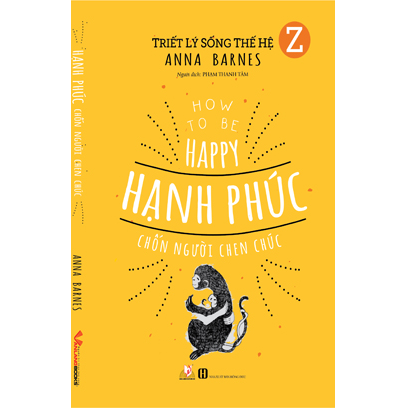 TRIẾT LÝ SỐNG THẾ HỆ Z
ANNA BARNES
Người dịch: PHẠM THANH TÂM
HOW
TO BE
HAPPY
HẠNH PHÚC
CHỐN NGƯỜI CHEN CHÚC
HẠNH PHÚC CHỐN NGƯỜI CHEN CHÚC
ANNA BARNES
VANLANGBOOKS